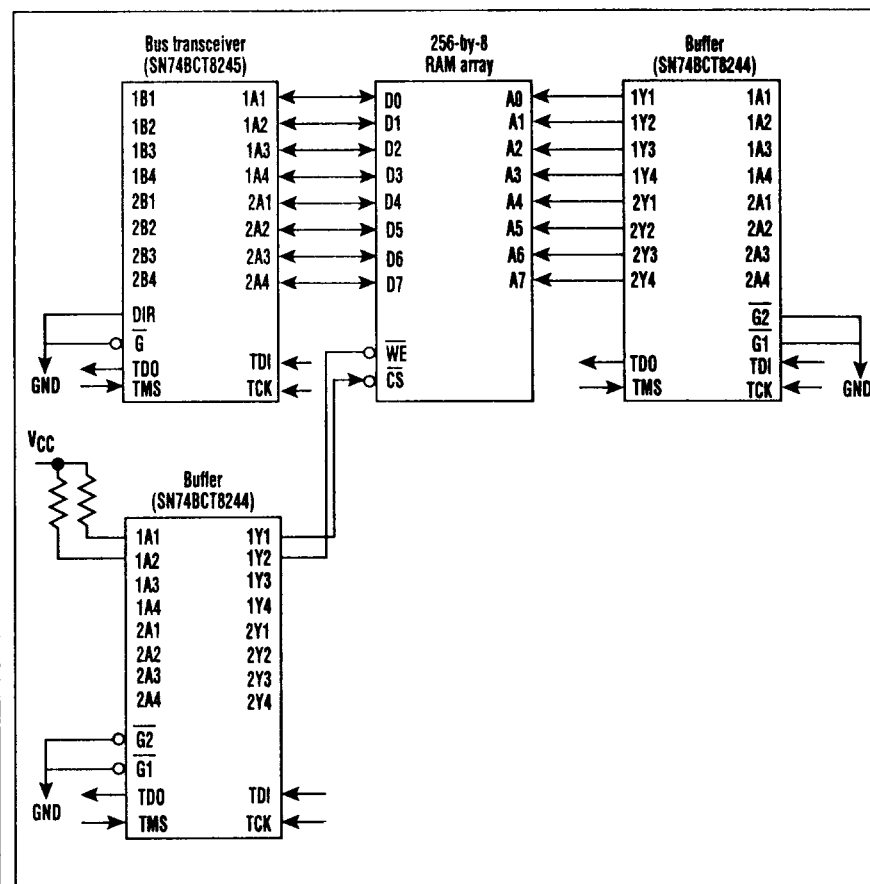 Bus transceiver
(SN74BCT8245)
1B1 1A1
1B2 1A2
1B3 1A3
1B4 1A4
2B1 2A1
2B2 2A2
2B3 2A3
2B4 2A4
DIR
G
TDO TDI
TMS TCK
GND
256-by-8
RAM array
D0 A0
D1 A1
D2 A2
D3 A3
D4 A4
D5 A5
D6 A6
D7 A7
WE
CS
Buffer
(SN74BCT8244)
1Y1 1A1
1Y2 1A2
1Y3 1A3
1Y4 1A4
2Y1 2A1
2Y2 2A2
2Y3 2A3
2Y4 2A4
G2
G1
TDO TDI
TMS TCK
GND
VCC
Buffer
(SN74BCT8244)
1A1 1Y1
1A2 1Y2
1A3 1Y3
1A4 1Y4
2A1 2Y1
2A2 2Y2
2A3 2Y3
2A4 2Y4
G2
G1
TDO TDI
TMS TCK
GND